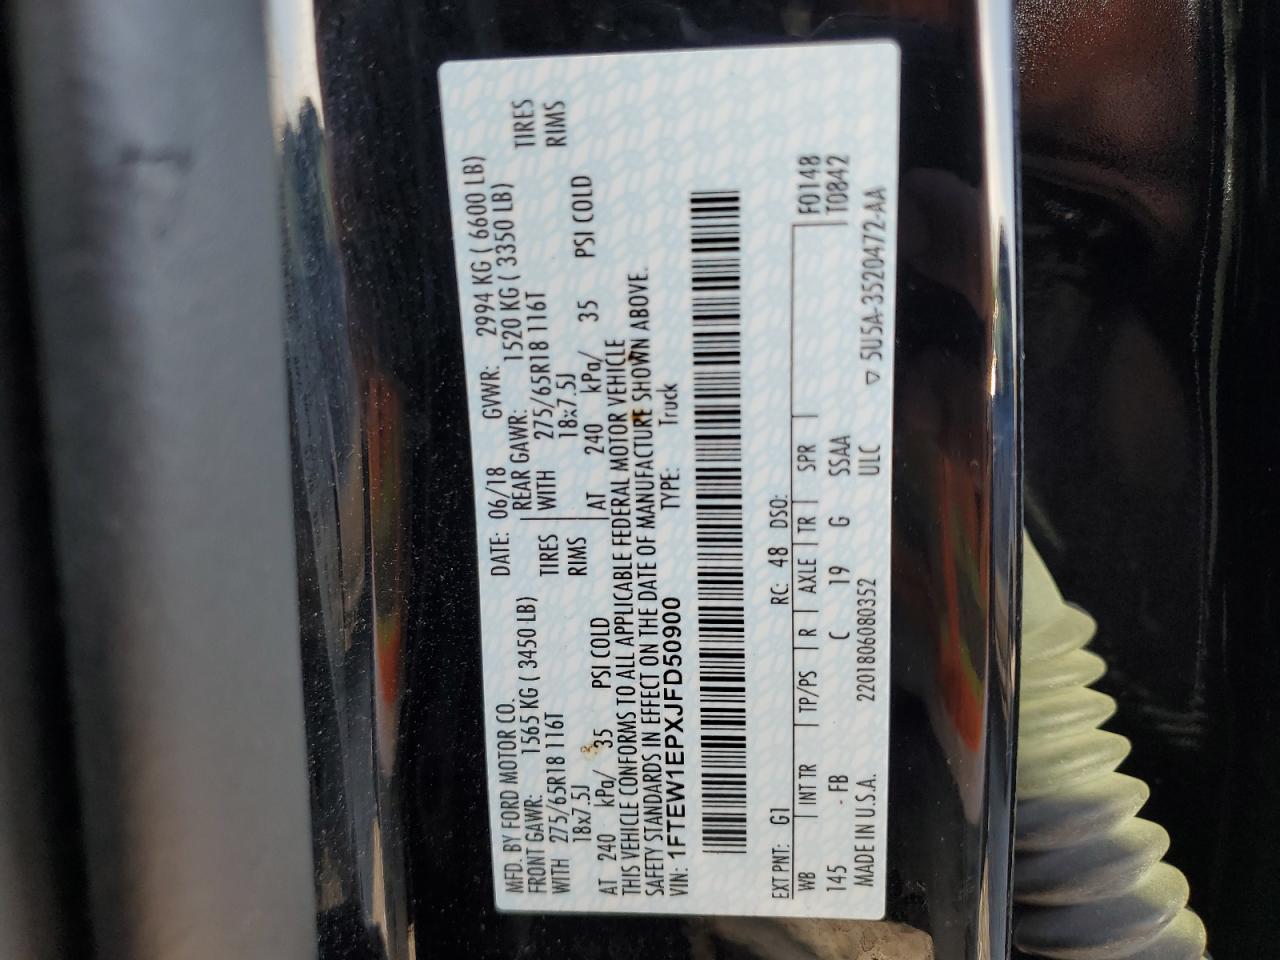 MFD. BY FORD MOTOR CO. DATE: 06/18 GVWR: 2994 KG ( 6600 LB)
FRONT GAWR: 1565 KG ( 3450 LB) REAR GAWR: 1520 KG ( 3350 LB)
WITH 275/65R18 116T TIRES WITH 275/65R18 116T TIRES
18x7.5J RIMS 18x7.5J RIMS
AT 240 kPa/ 35 PSI COLD AT 240 kPa/ 35 PSI COLD
THIS VEHICLE CONFORMS TO ALL APPLICABLE FEDERAL MOTOR VEHICLE
SAFETY STANDARDS IN EFFECT ON THE DATE OF MANUFACTURE SHOWN ABOVE.
VIN: 1FTEW1EPXJFD50900 TYPE: Truck
EXT PNT: G1 RC: 48 DSO: F0148
WB INT TR TP/PS R AXLE TR SPR T0842
145 - FB C 19 G SSAA
MADE IN U.S.A. 2201806080352 ULC ▽ 5U5A-3520472-AA